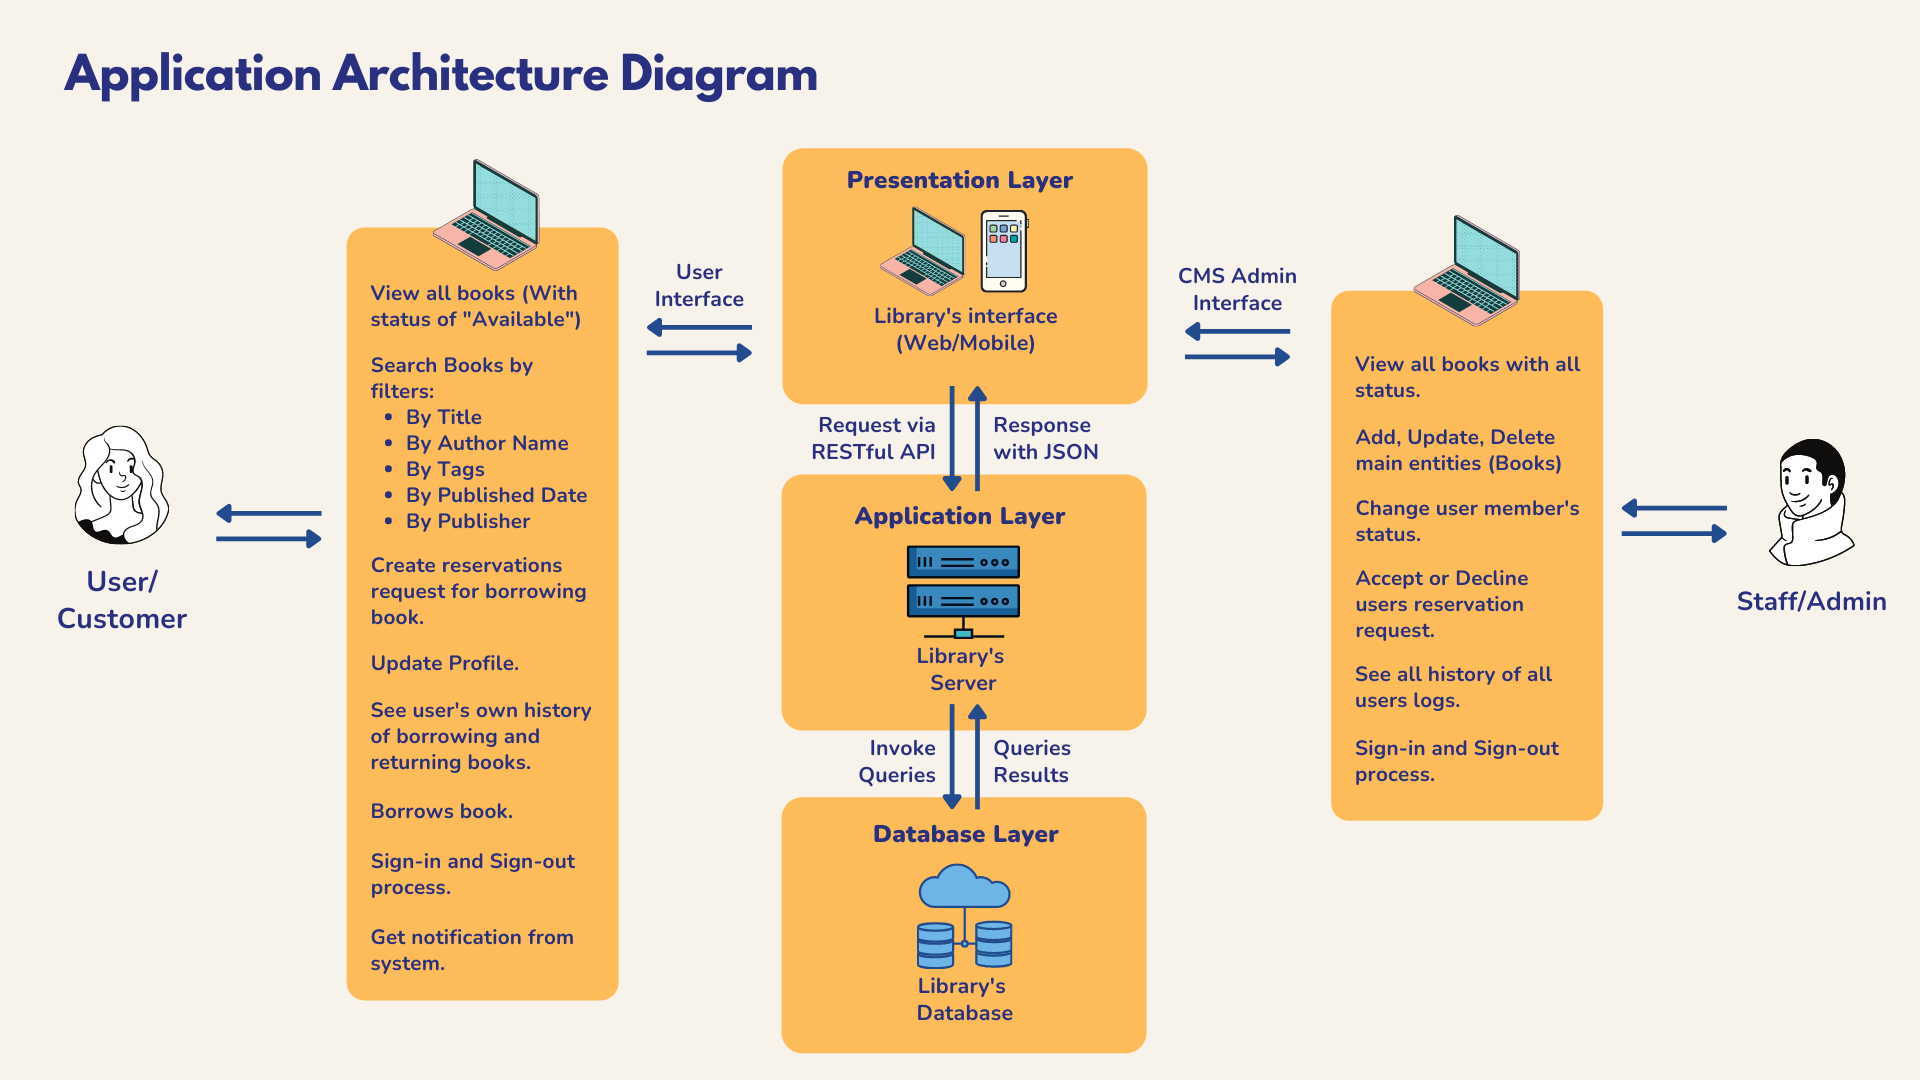 Application Architecture Diagram
User/
Customer
View all books (With
status of "Available")
Search Books by
filters:
• By Title
• By Author Name
• By Tags
• By Published Date
• By Publisher
Create reservations
request for borrowing
book.
Update Profile.
See user's own history
of borrowing and
returning books.
Borrows book.
Sign-in and Sign-out
process.
Get notification from
system.
User
Interface
Presentation Layer
Library's interface
(Web/Mobile)
Request via
RESTful API
Response
with JSON
Application Layer
Library's
Server
Invoke
Queries
Queries
Results
Database Layer
Library's
Database
CMS Admin
Interface
View all books with all
status.
Add, Update, Delete
main entities (Books)
Change user member's
status.
Accept or Decline
users reservation
request.
See all history of all
users logs.
Sign-in and Sign-out
process.
Staff/Admin